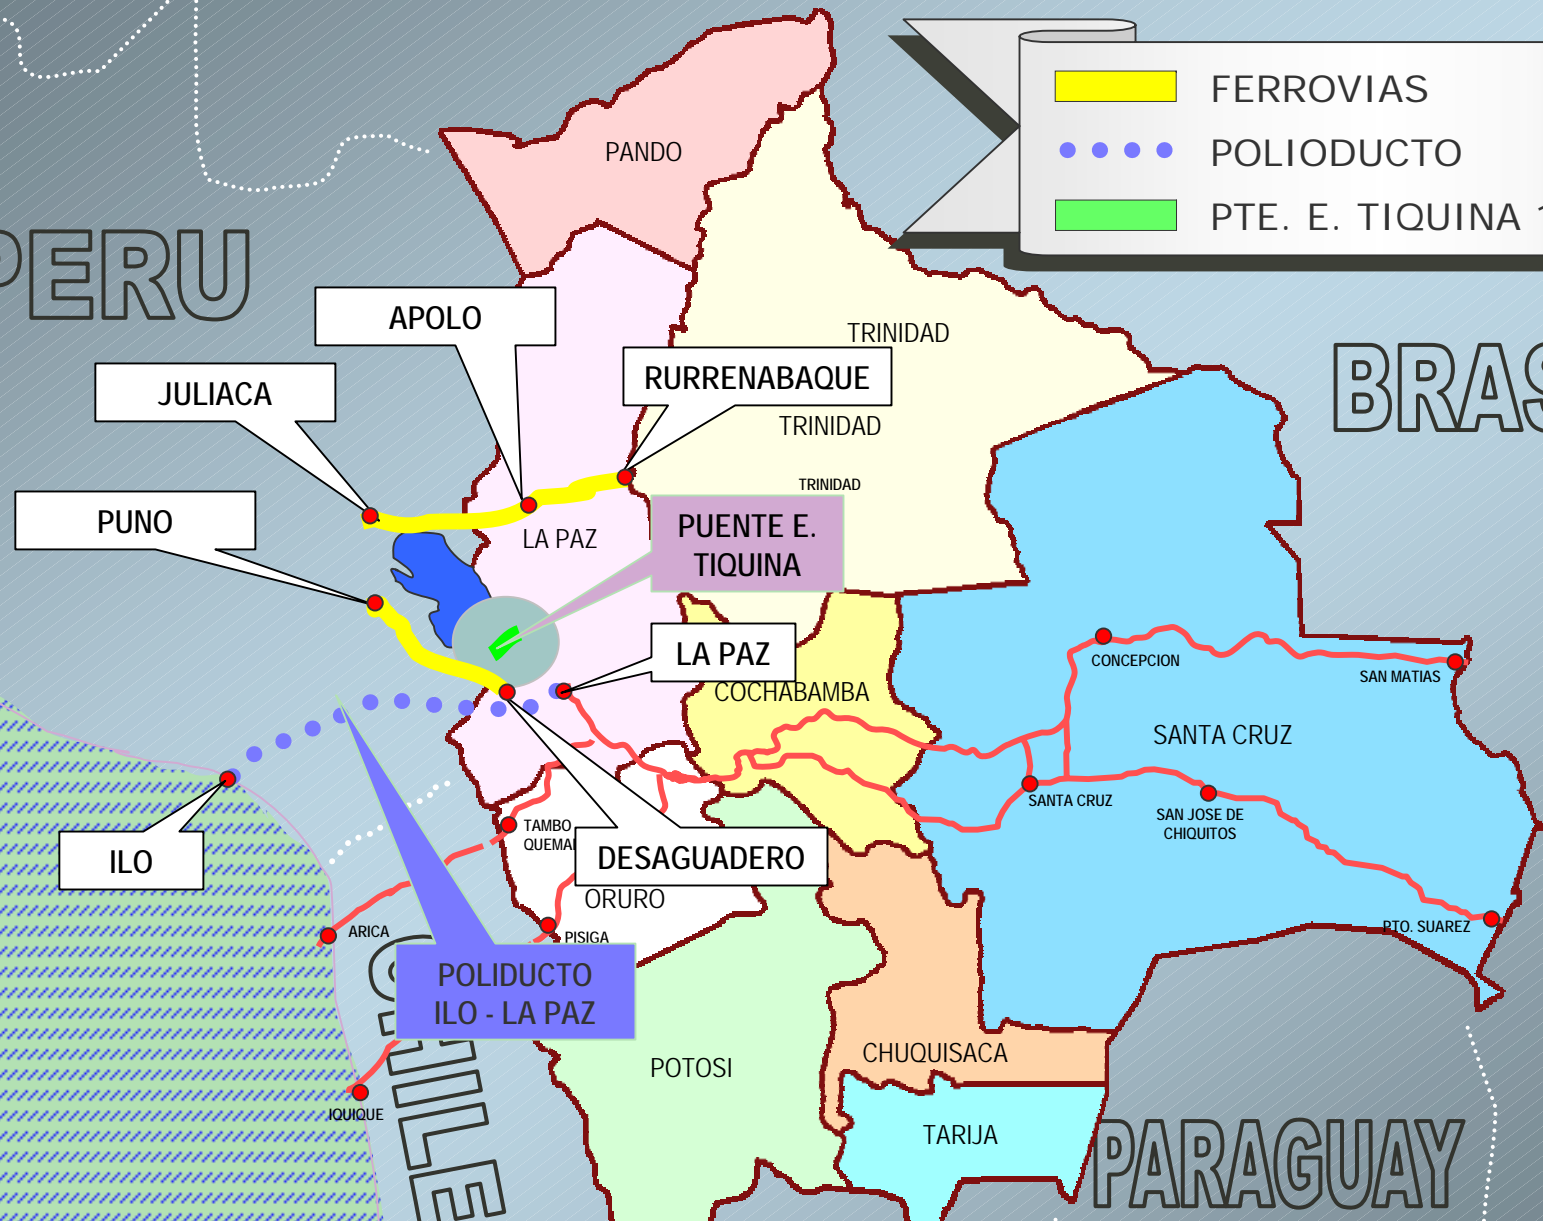 FERROVIAS
POLIODUCTO
PTE. E. TIQUINA
PERU
PANDO
APOLO
TRINIDAD
BRAS
JULIACA
RURRENABAQUE
TRINIDAD
TRINIDAD
PUNO
LA PAZ
PUENTE E.
TIQUINA
LA PAZ
CONCEPCION
SAN MATIAS
COCHABAMBA
SANTA CRUZ
SANTA CRUZ
SAN JOSE DE
CHIQUITOS
TAMBO
QUEMA
ILO
DESAGUADERO
ORURO
ARICA
PISIGA
PTO. SUAREZ
CHILE
POLIDUCTO
ILO - LA PAZ
POTOSI
CHUQUISACA
IQUIQUE
TARIJA
PARAGUAY